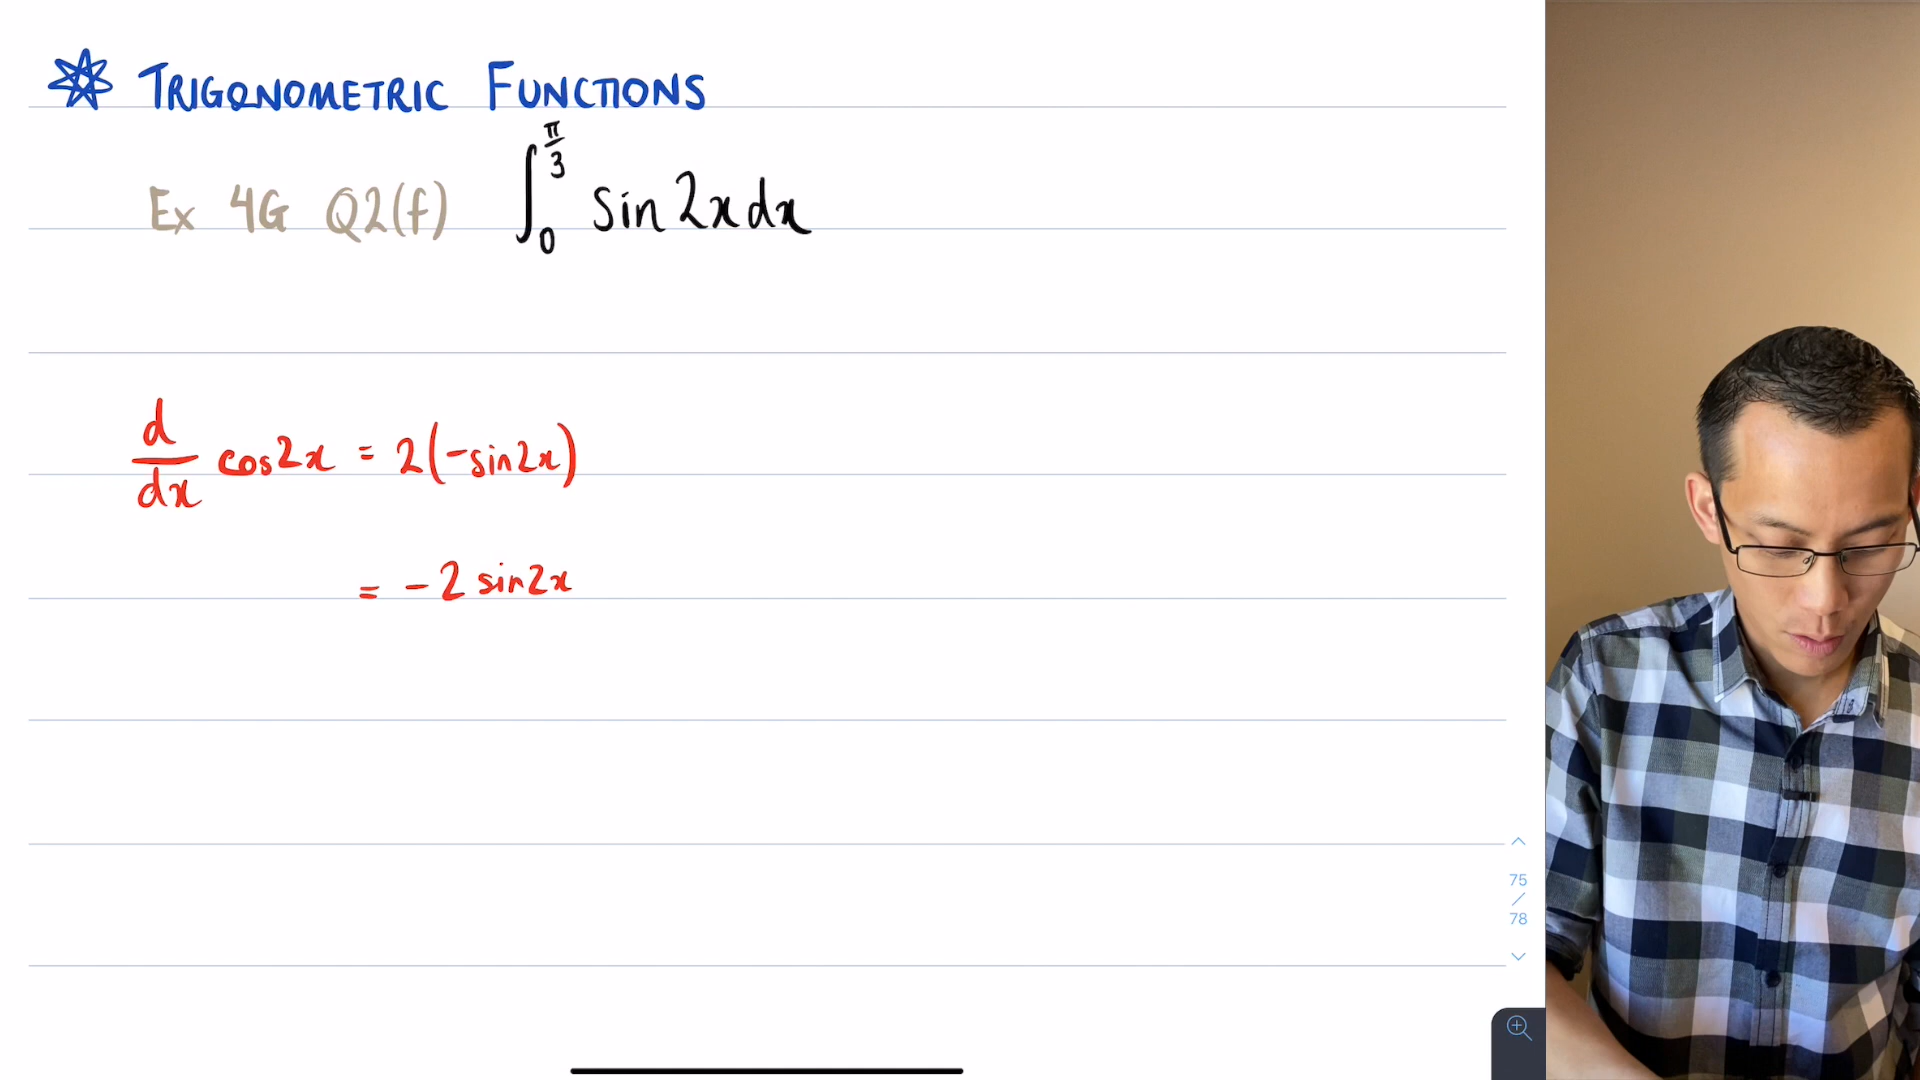 TRIGONOMETRIC FUNCTIONS
Ex 4G Q2(f) ∫₀^(π/3) sin 2x dx
d/dx cos2x = 2(-sin2x)
= -2 sin2x
75
/
78